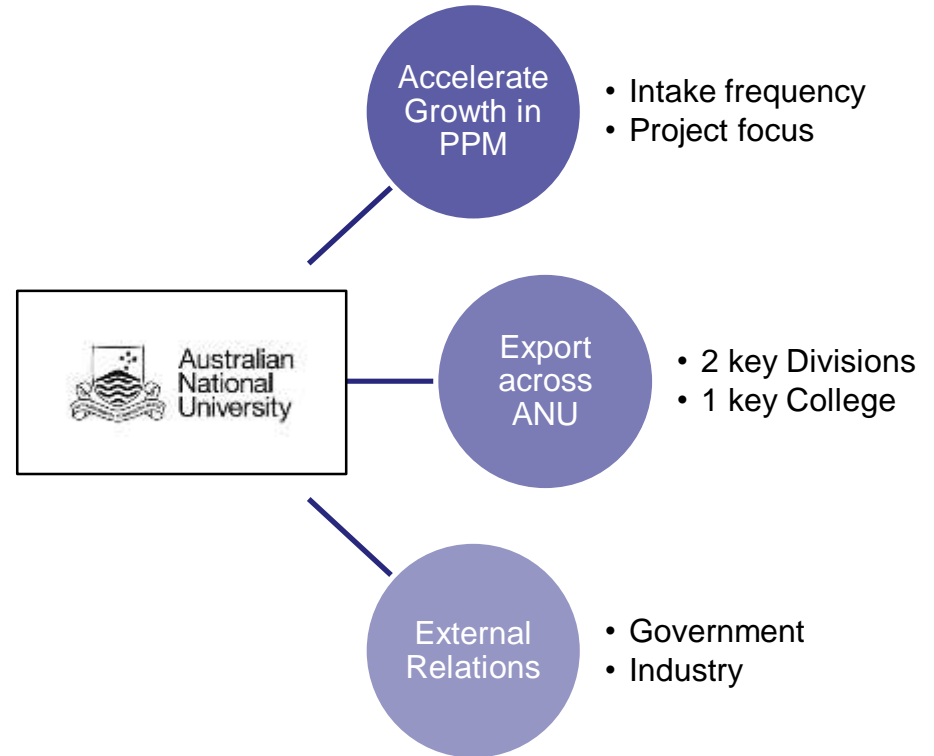 Accelerate
Growth in
PPM
• Intake frequency
• Project focus
Australian
National
University
Export
across
ANU
• 2 key Divisions
• 1 key College
External
Relations
• Government
• Industry